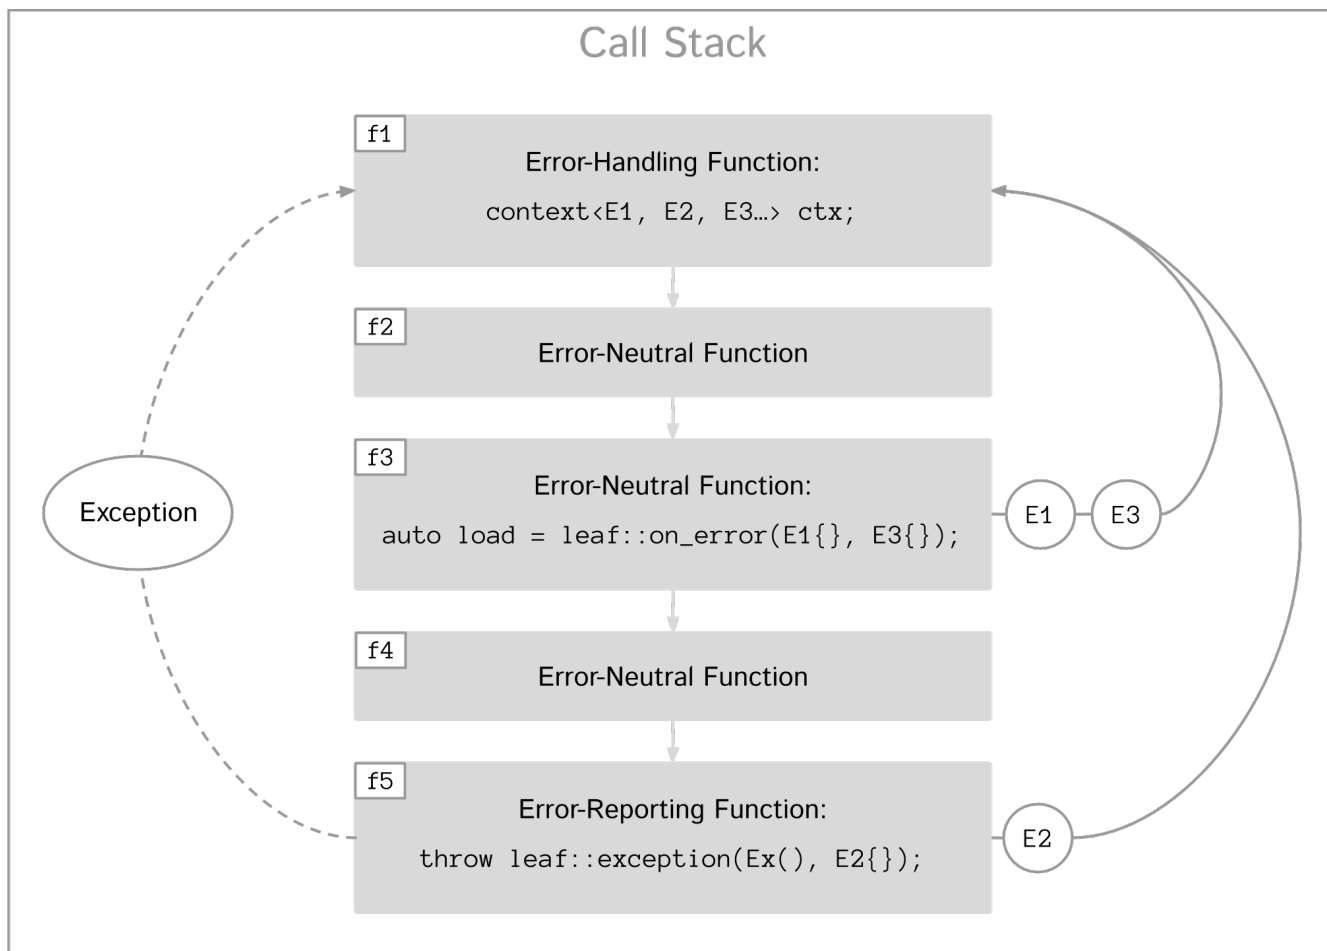 Call Stack
f1
Error-Handling Function:
context<E1, E2, E3…> ctx;
f2
Error-Neutral Function
f3
Error-Neutral Function:
auto load = leaf::on_error(E1{}, E3{});
E1
E3
Exception
f4
Error-Neutral Function
f5
Error-Reporting Function:
throw leaf::exception(Ex(), E2{});
E2